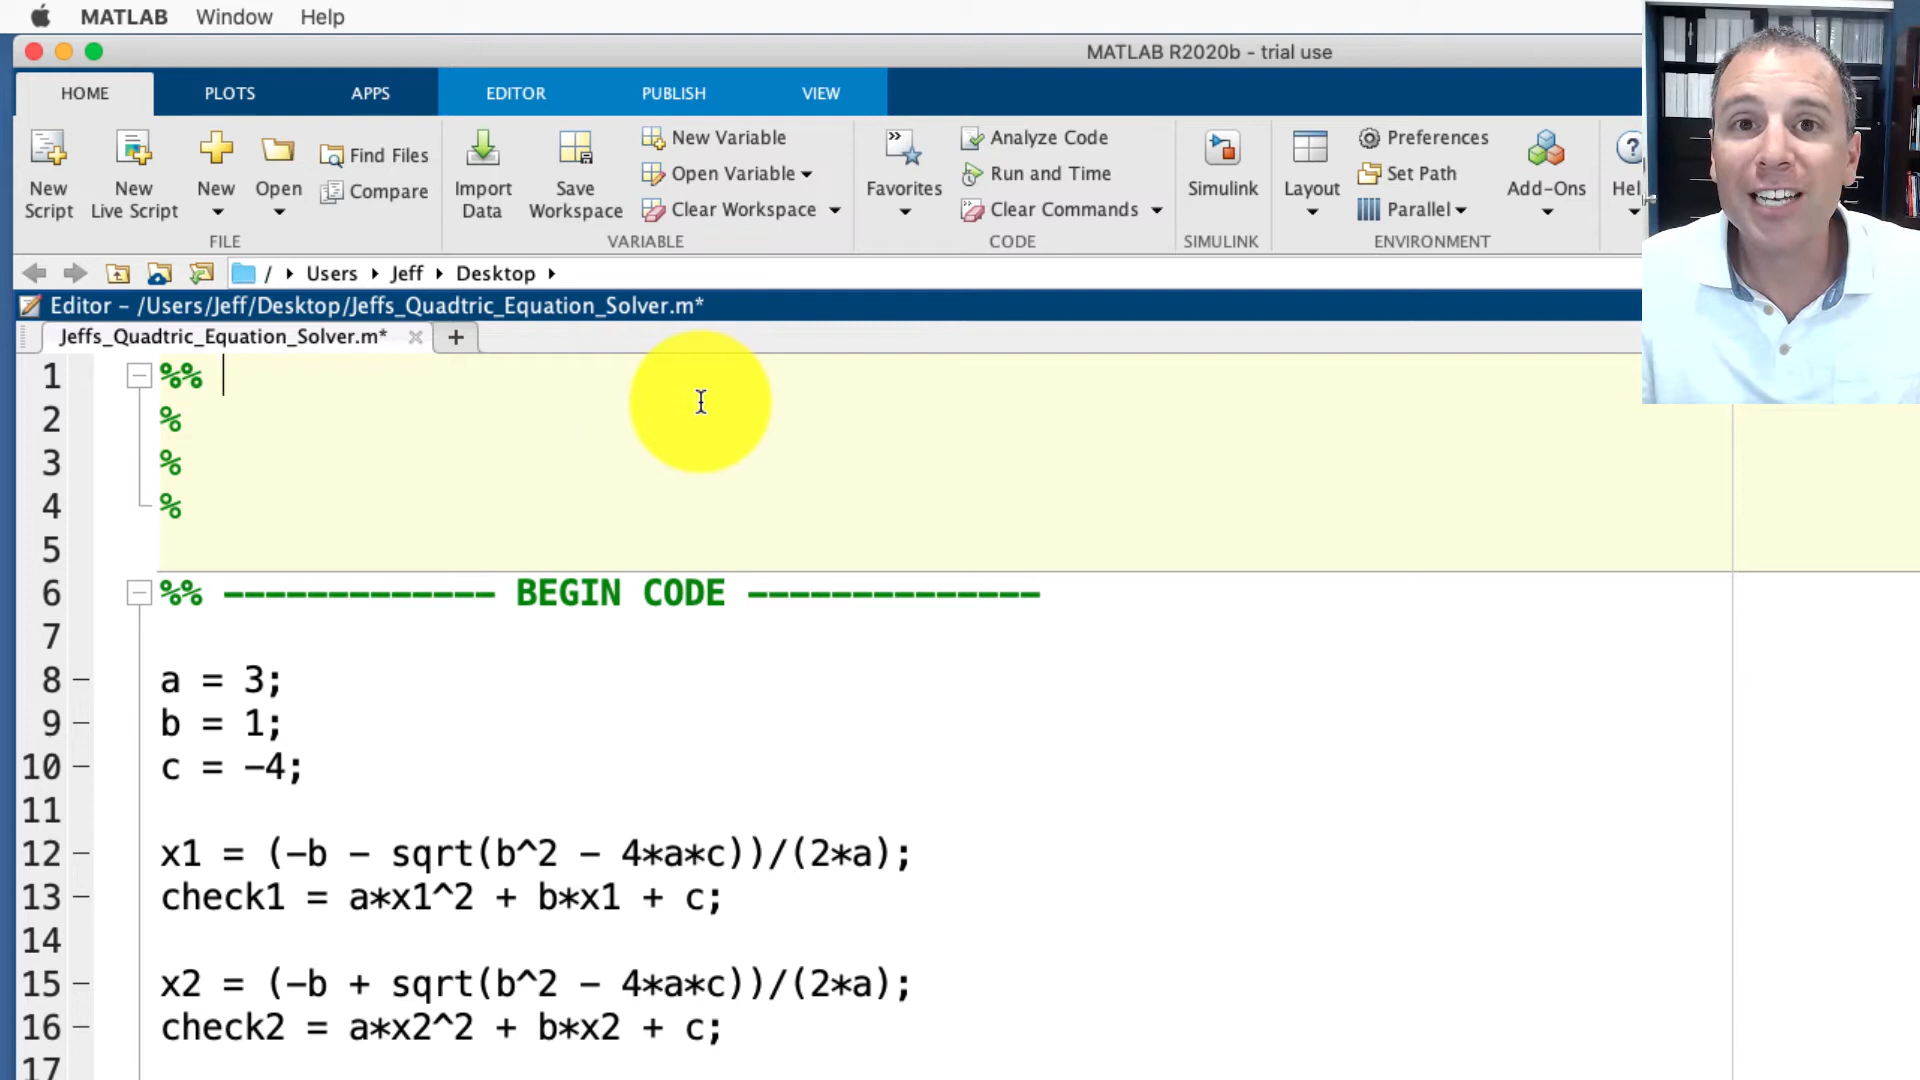 MATLAB Window Help
MATLAB R2020b - trial use
HOME PLOTS APPS EDITOR PUBLISH VIEW
New Script
New Live Script
New
Open
Find Files
Compare
FILE
Import Data
Save Workspace
New Variable
Open Variable
Clear Workspace
VARIABLE
Favorites
Analyze Code
Run and Time
Clear Commands
CODE
Simulink
SIMULINK
Layout
Preferences
Set Path
Parallel
ENVIRONMENT
Add-Ons
? Hel
/ Users Jeff Desktop
Editor - /Users/Jeff/Desktop/Jeffs_Quadtric_Equation_Solver.m*
Jeffs_Quadtric_Equation_Solver.m* × +
1 %%
2 %
3 %
4 %
5
6 %% ------------- BEGIN CODE --------------
7
8 – a = 3;
9 – b = 1;
10 – c = -4;
11
12 – x1 = (-b - sqrt(b^2 - 4*a*c))/(2*a);
13 – check1 = a*x1^2 + b*x1 + c;
14
15 – x2 = (-b + sqrt(b^2 - 4*a*c))/(2*a);
16 – check2 = a*x2^2 + b*x2 + c;
17